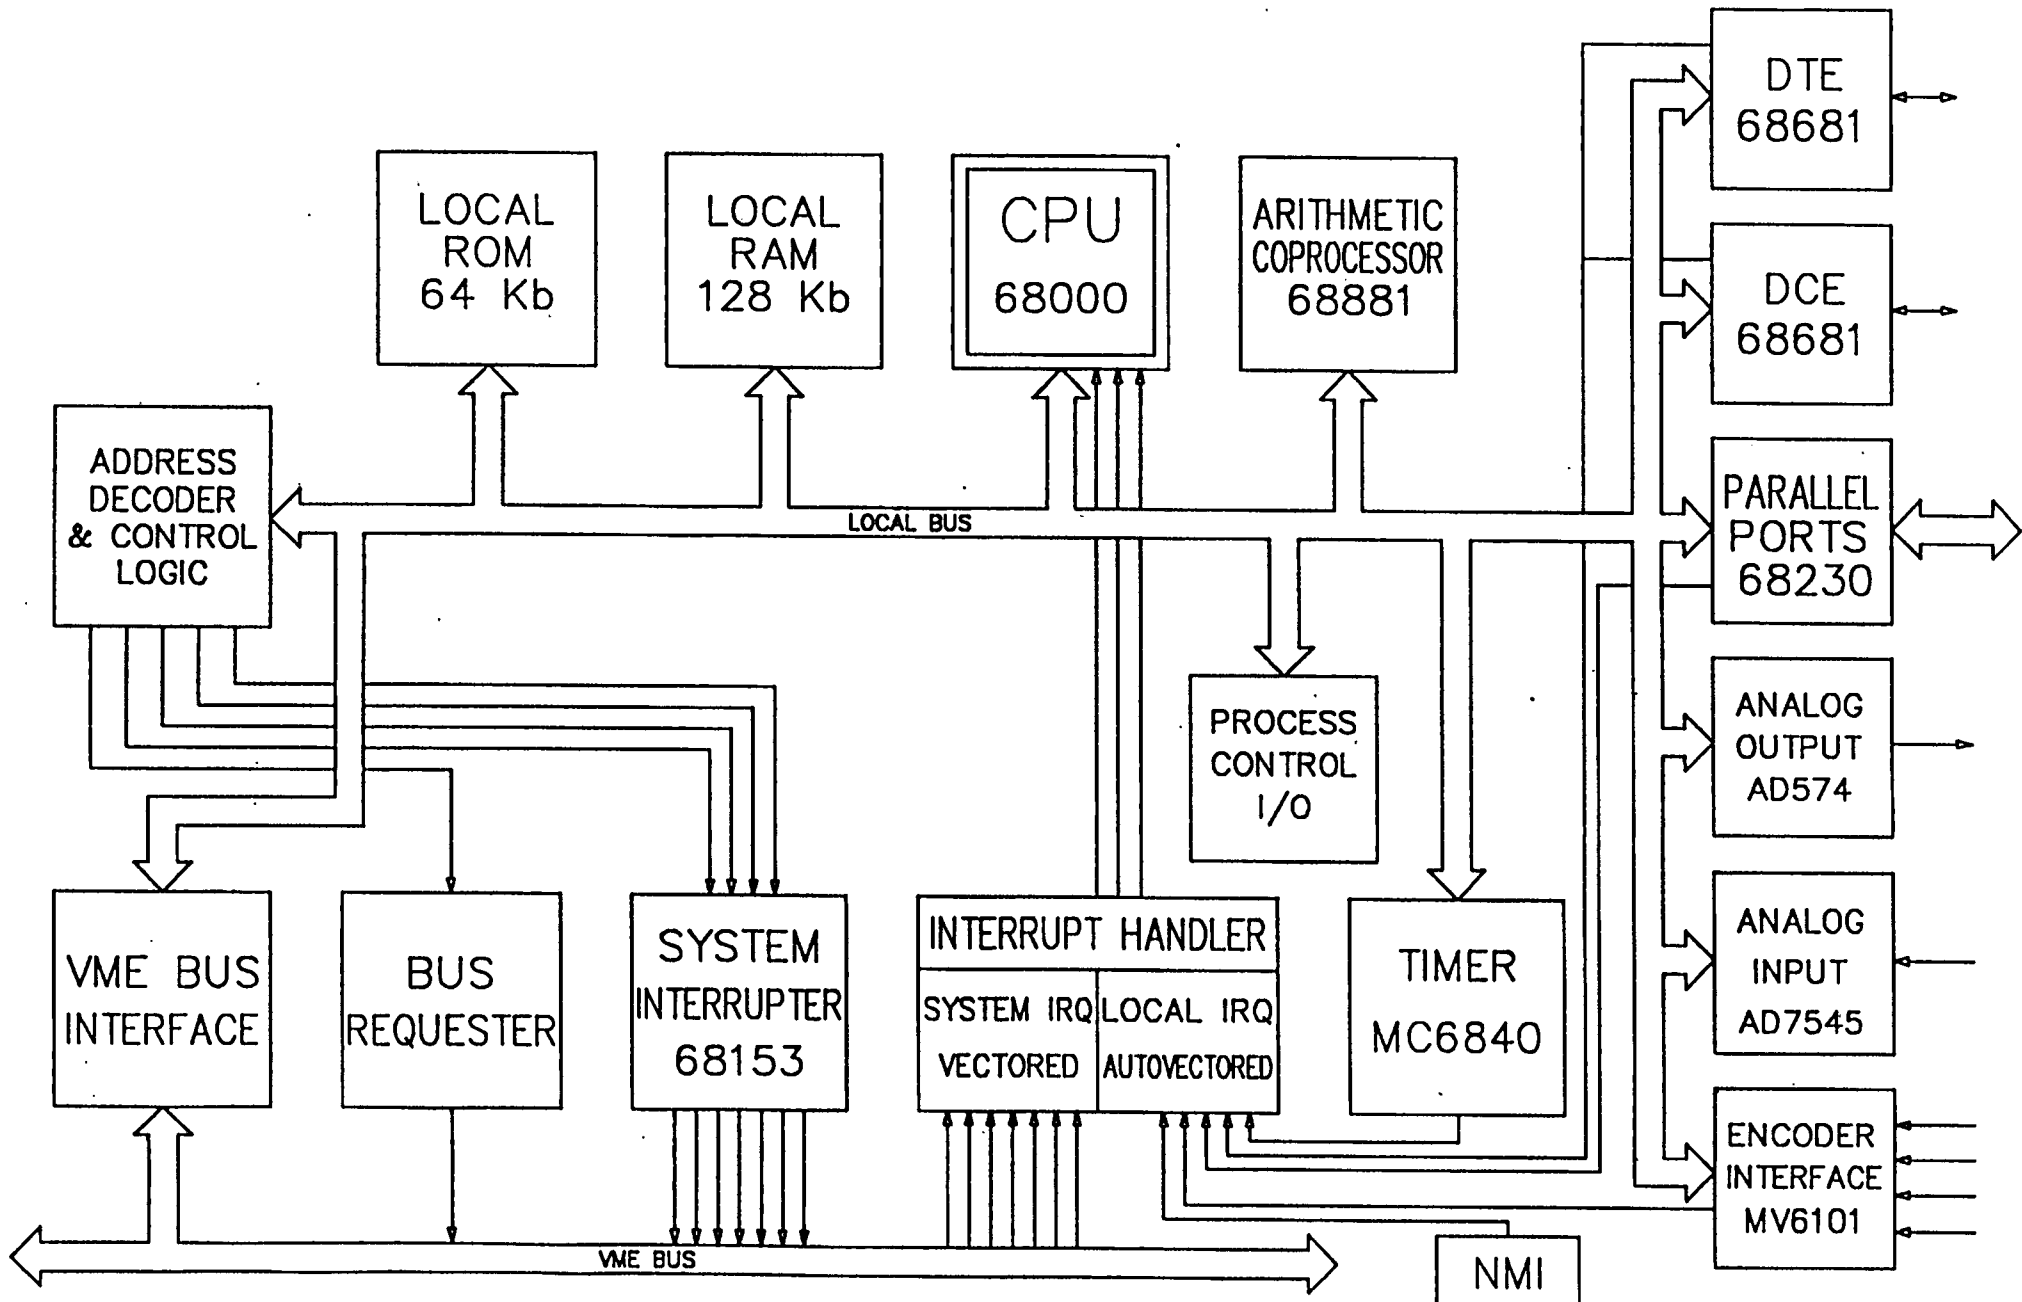 DTE
68681
LOCAL
ROM
64 Kb
LOCAL
RAM
128 Kb
CPU
68000
ARITHMETIC
COPROCESSOR
68881
DCE
68681
ADDRESS
DECODER
& CONTROL
LOGIC
LOCAL BUS
PARALLEL
PORTS
68230
PROCESS
CONTROL
I/O
ANALOG
OUTPUT
AD574
VME BUS
INTERFACE
BUS
REQUESTER
SYSTEM
INTERRUPTER
68153
INTERRUPT HANDLER
SYSTEM IRQ
VECTORED
LOCAL IRQ
AUTOVECTORED
TIMER
MC6840
ANALOG
INPUT
AD7545
ENCODER
INTERFACE
MV6101
VME BUS
NMI